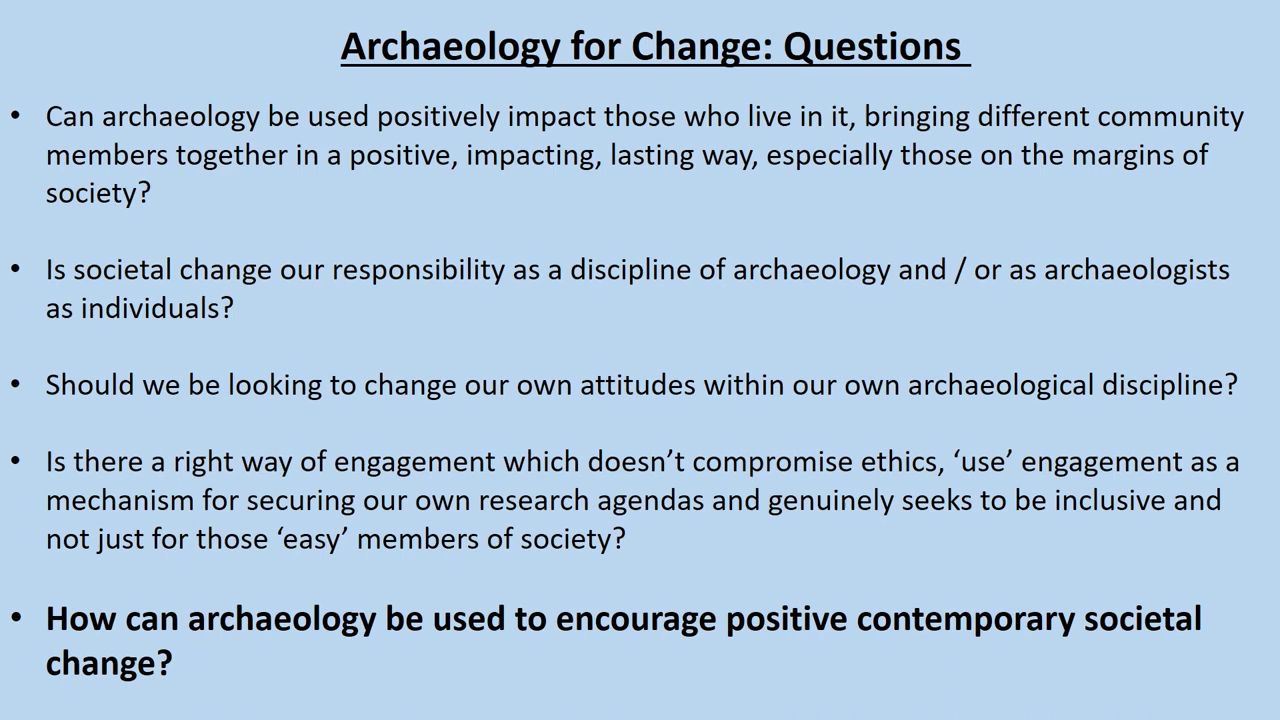 Archaeology for Change: Questions
• Can archaeology be used positively impact those who live in it, bringing different community
members together in a positive, impacting, lasting way, especially those on the margins of
society?
• Is societal change our responsibility as a discipline of archaeology and / or as archaeologists
as individuals?
• Should we be looking to change our own attitudes within our own archaeological discipline?
• Is there a right way of engagement which doesn’t compromise ethics, ‘use’ engagement as a
mechanism for securing our own research agendas and genuinely seeks to be inclusive and
not just for those ‘easy’ members of society?
• How can archaeology be used to encourage positive contemporary societal
change?